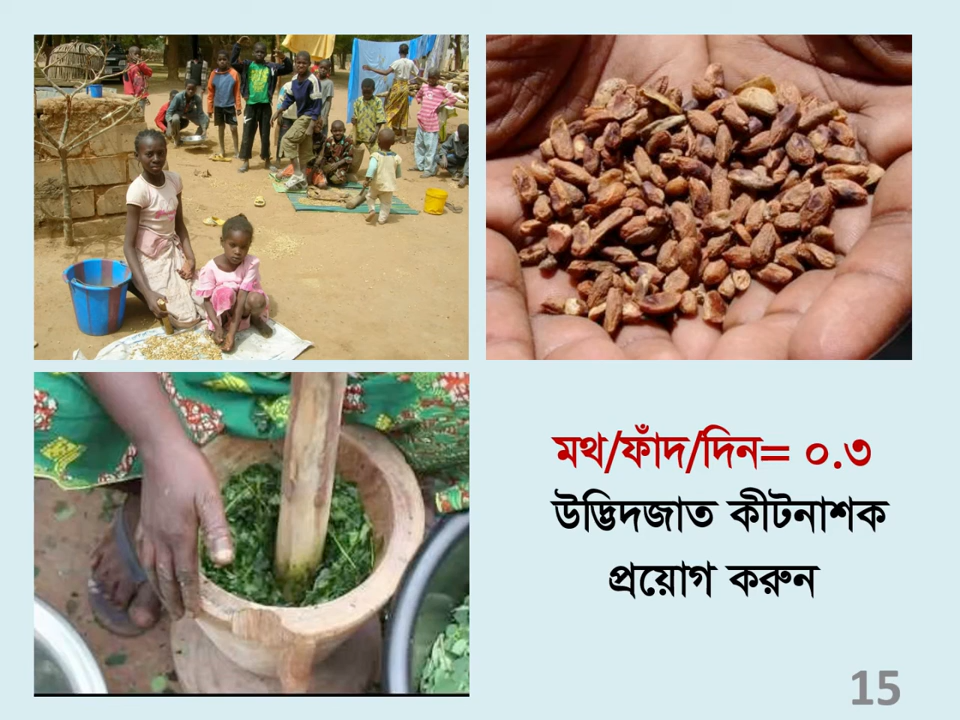 মথ/ফাঁদ/দিন= ০.৩
উদ্ভিদজাত কীটনাশক
প্রয়োগ করুন
15